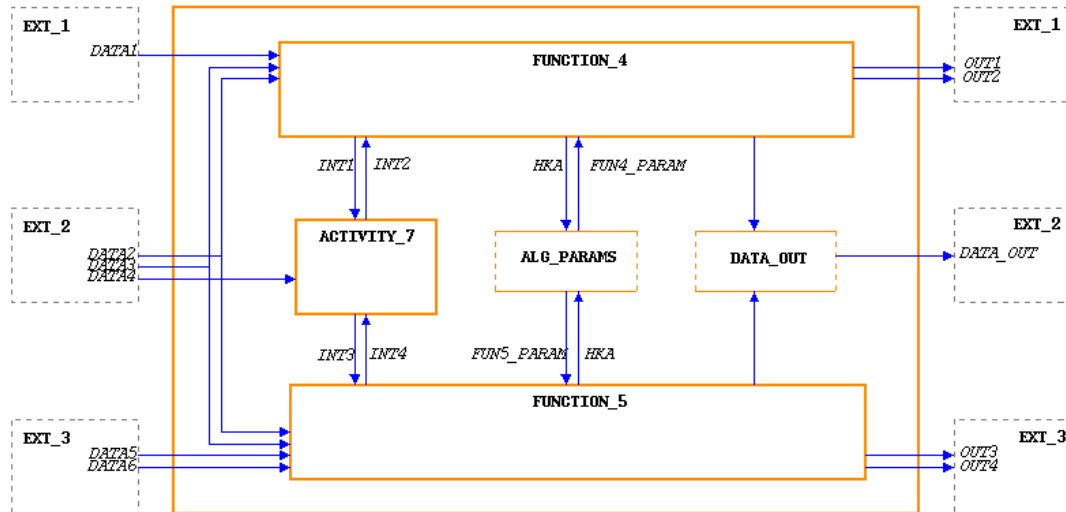 EXT_1
EXT_1
DATA1
FUNCTION_4
OUT1
OUT2
INT1
INT2
HKA
FUN4_PARAM
EXT_2
ACTIVITY_7
EXT_2
DATA2
DATA3
DATA4
ALG_PARAMS
DATA_OUT
DATA_OUT
INT3
INT4
FUN5_PARAM
HKA
FUNCTION_5
EXT_3
EXT_3
DATA5
DATA6
OUT3
OUT4